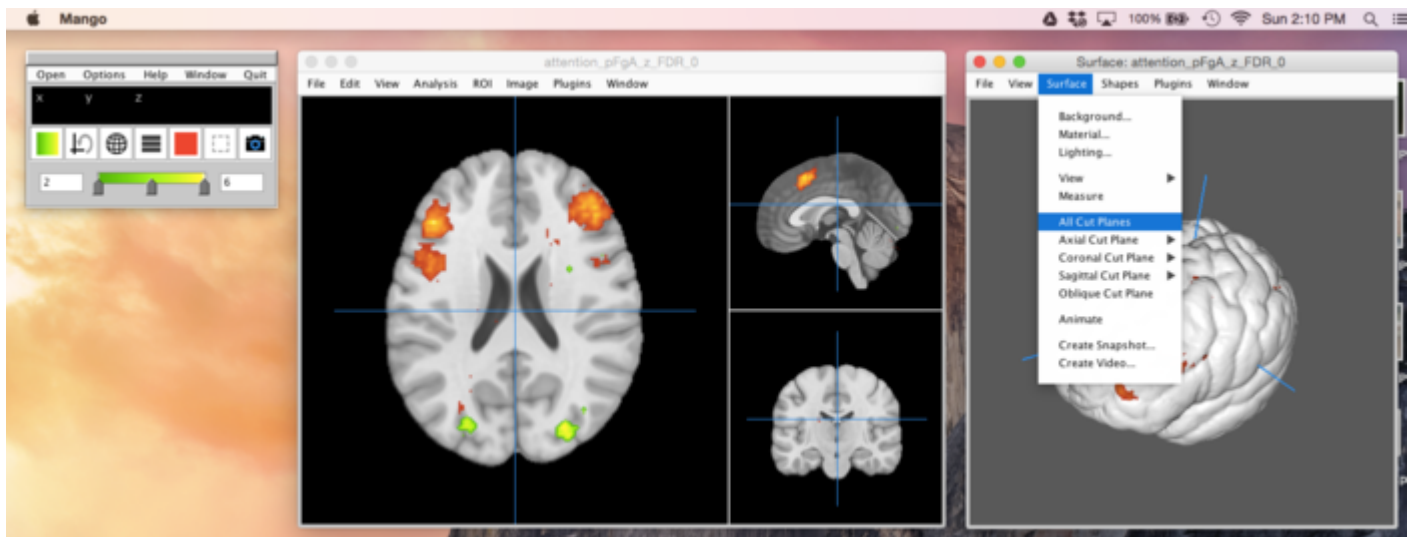 Mango
100% Sun 2:10 PM
Open Options Help Window Quit
x y z
2 6
attention_pFgA_z_FDR_0
File Edit View Analysis ROI Image Plugins Window
Surface: attention_pFgA_z_FDR_0
File View Surface Shapes Plugins Window
Background...
Material...
Lighting...
View
Measure
All Cut Planes
Axial Cut Plane
Coronal Cut Plane
Sagittal Cut Plane
Oblique Cut Plane
Animate
Create Snapshot...
Create Video...